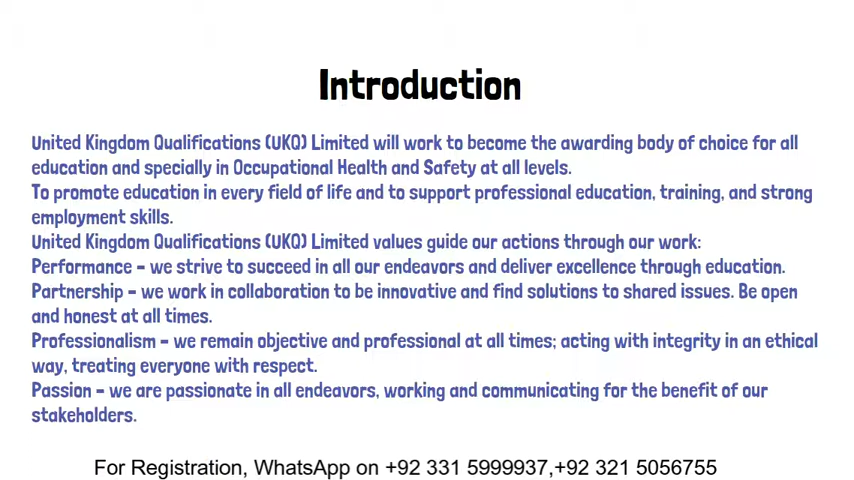 Introduction
United Kingdom Qualifications (UKQ) Limited will work to become the awarding body of choice for all
education and specially in Occupational Health and Safety at all levels.
To promote education in every field of life and to support professional education, training, and strong
employment skills.
United Kingdom Qualifications (UKQ) Limited values guide our actions through our work:
Performance – we strive to succeed in all our endeavors and deliver excellence through education.
Partnership – we work in collaboration to be innovative and find solutions to shared issues. Be open
and honest at all times.
Professionalism – we remain objective and professional at all times; acting with integrity in an ethical
way, treating everyone with respect.
Passion – we are passionate in all endeavors, working and communicating for the benefit of our
stakeholders.
For Registration, WhatsApp on +92 331 5999937,+92 321 5056755